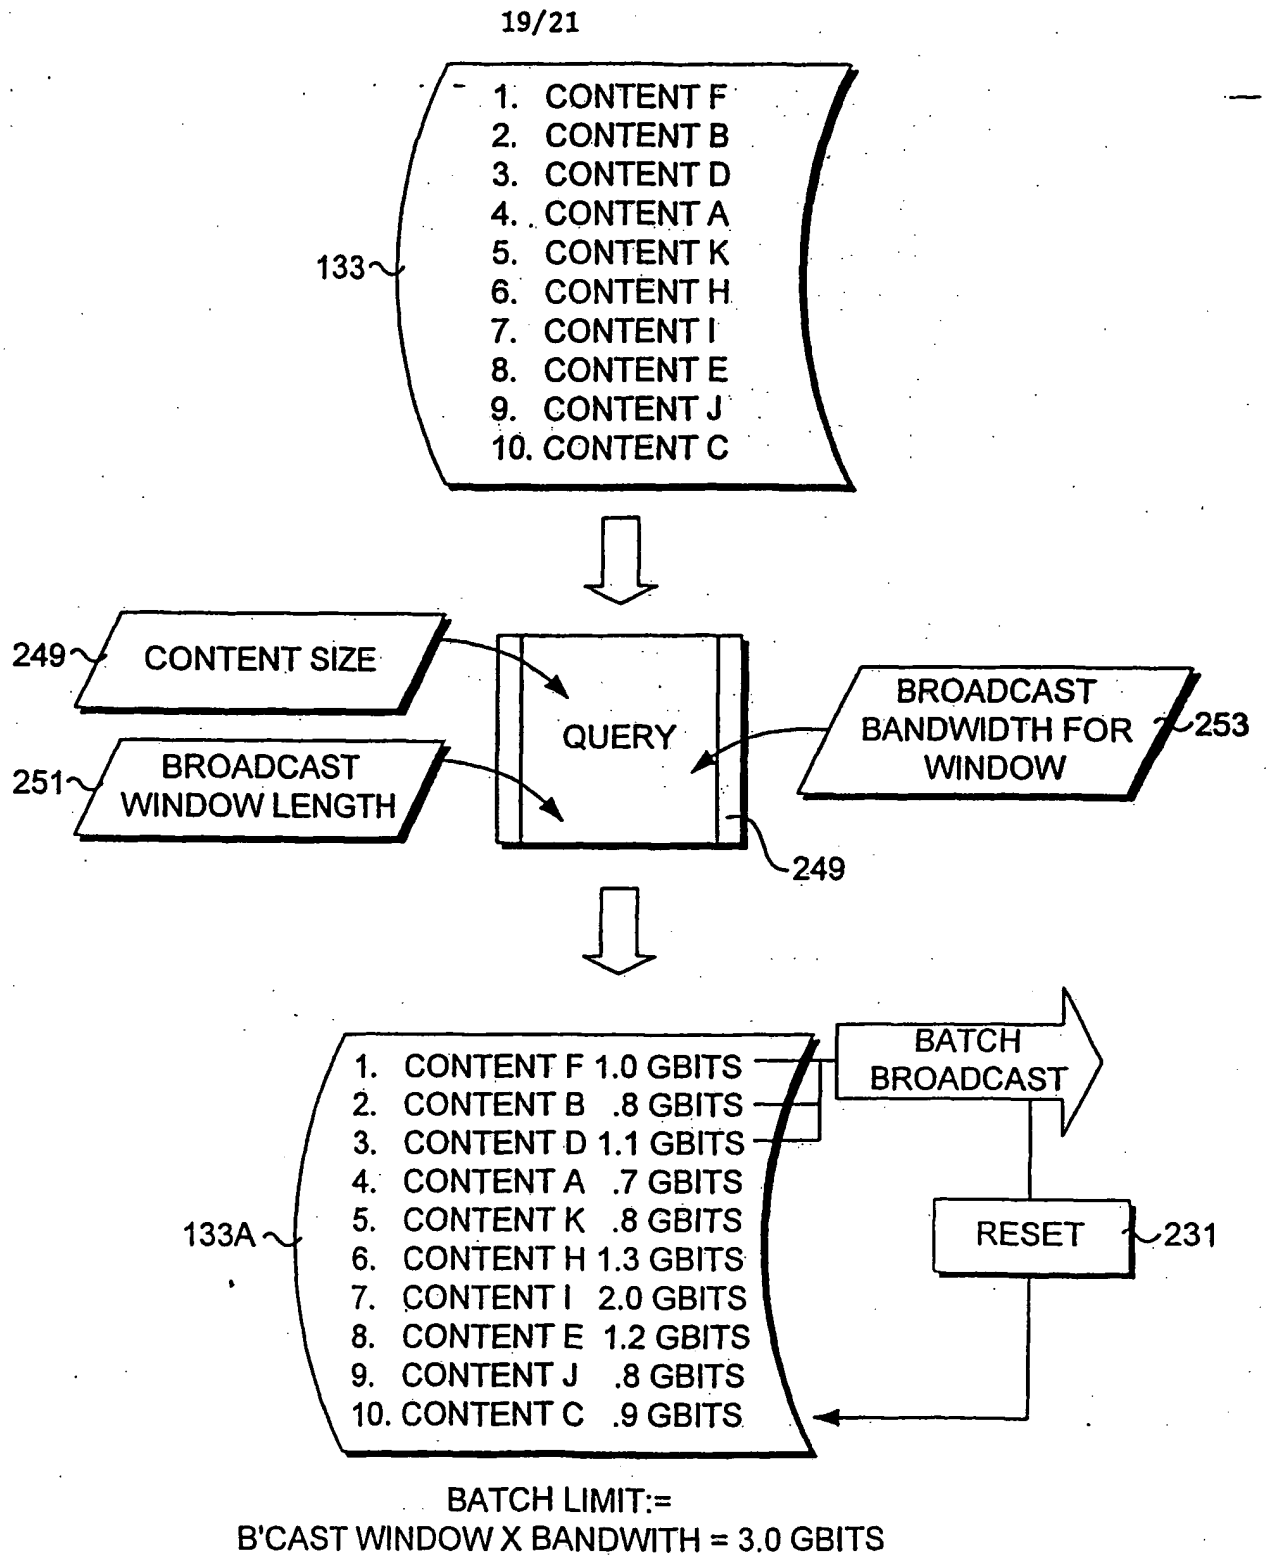 19/21
1. CONTENT F
2. CONTENT B
3. CONTENT D
4. CONTENT A
5. CONTENT K
6. CONTENT H
7. CONTENT I
8. CONTENT E
9. CONTENT J
10. CONTENT C
133
249
CONTENT SIZE
251
BROADCAST
WINDOW LENGTH
QUERY
249
BROADCAST
BANDWIDTH FOR
WINDOW
253
1. CONTENT F 1.0 GBITS
2. CONTENT B .8 GBITS
3. CONTENT D 1.1 GBITS
4. CONTENT A .7 GBITS
5. CONTENT K .8 GBITS
6. CONTENT H 1.3 GBITS
7. CONTENT I 2.0 GBITS
8. CONTENT E 1.2 GBITS
9. CONTENT J .8 GBITS
10. CONTENT C .9 GBITS
133A
BATCH
BROADCAST
RESET
231
BATCH LIMIT:=
B'CAST WINDOW X BANDWITH = 3.0 GBITS